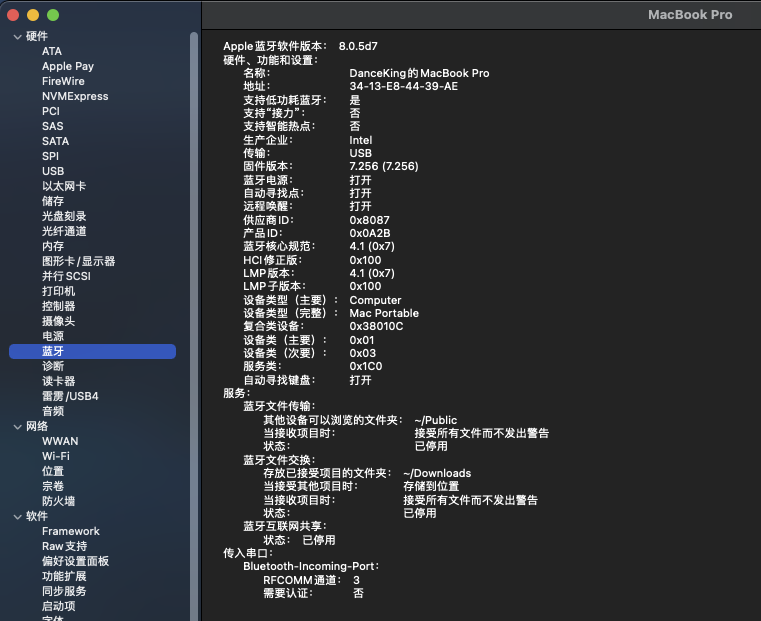 MacBook Pro
硬件
ATA
Apple Pay
FireWire
NVMExpress
PCI
SAS
SATA
SPI
USB
以太网卡
储存
光盘刻录
光纤通道
内存
图形卡/显示器
并行SCSI
打印机
控制器
摄像头
电源
蓝牙
诊断
读卡器
雷雳/USB4
音频
网络
WWAN
Wi-Fi
位置
宗卷
防火墙
软件
Framework
Raw支持
偏好设置面板
功能扩展
同步服务
启动项
字体
Apple蓝牙软件版本： 8.0.5d7
硬件、功能和设置：
名称： DanceKing的MacBook Pro
地址： 34-13-E8-44-39-AE
支持低功耗蓝牙： 是
支持“接力”： 否
支持智能热点： 否
生产企业： Intel
传输： USB
固件版本： 7.256 (7.256)
蓝牙电源： 打开
自动寻找点： 打开
远程唤醒： 打开
供应商ID： 0x8087
产品ID： 0x0A2B
蓝牙核心规范： 4.1 (0x7)
HCI修正版： 0x100
LMP版本： 4.1 (0x7)
LMP子版本： 0x100
设备类型（主要）： Computer
设备类型（完整）： Mac Portable
复合类设备： 0x38010C
设备类（主要）： 0x01
设备类（次要）： 0x03
服务类： 0x1C0
自动寻找键盘： 打开
服务：
蓝牙文件传输：
其他设备可以浏览的文件夹： ~/Public
当接收项目时： 接受所有文件而不发出警告
状态： 已停用
蓝牙文件交换：
存放已接受项目的文件夹： ~/Downloads
当接受其他项目时： 存储到位置
当接收项目时： 接受所有文件而不发出警告
状态： 已停用
蓝牙互联网共享：
状态： 已停用
传入串口：
Bluetooth-Incoming-Port：
RFCOMM通道： 3
需要认证： 否